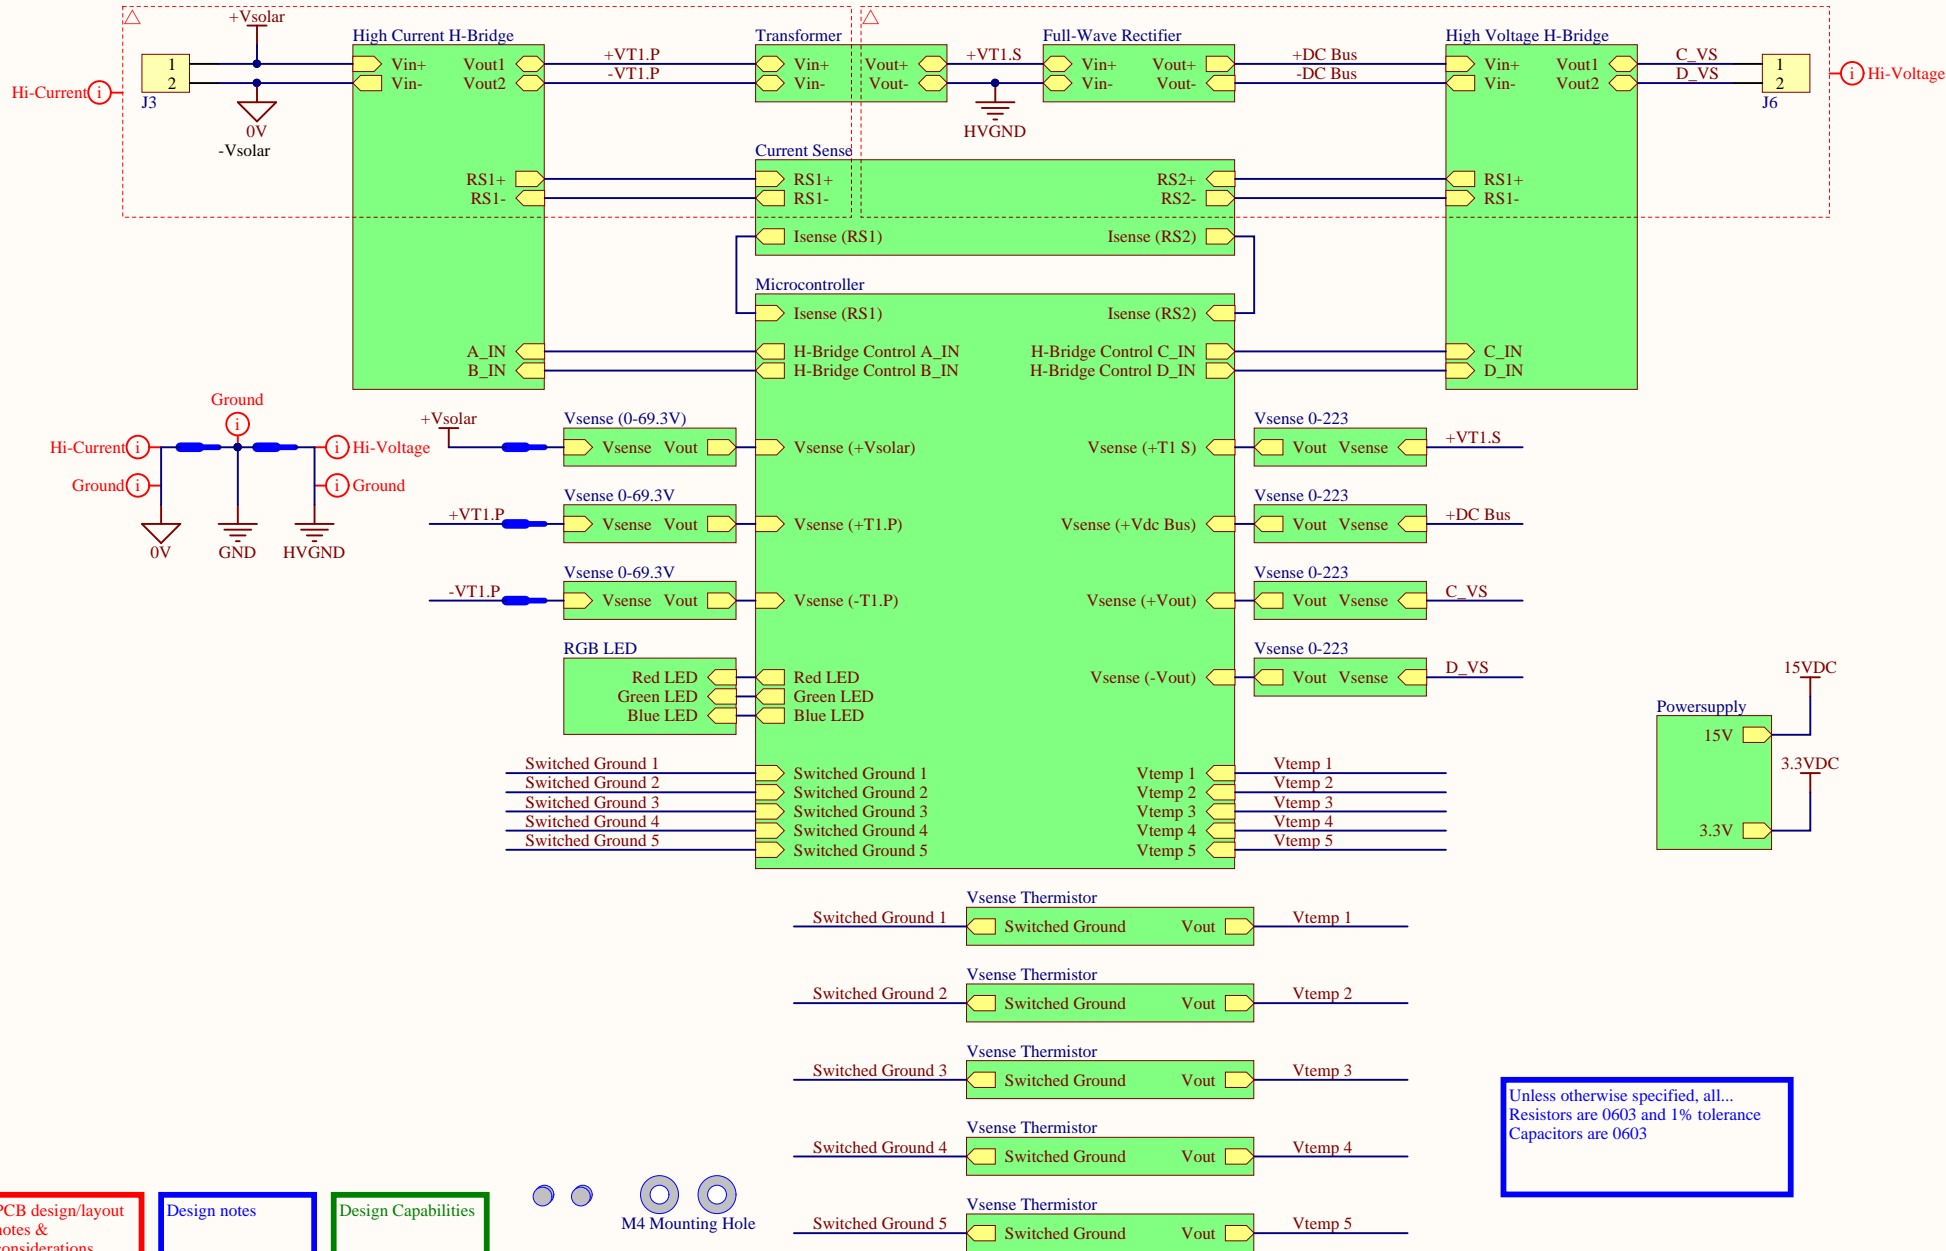 +Vsolar
High Current H-Bridge
Transformer
Full-Wave Rectifier
High Voltage H-Bridge
1
2
J3
Hi-Current
i
0V
-Vsolar
Vin+
Vin-
Vout1
Vout2
+VT1.P
-VT1.P
Vin+
Vin-
Vout+
Vout-
+VT1.S
HVGND
Vin+
Vin-
Vout+
Vout-
+DC Bus
-DC Bus
Vin+
Vin-
Vout1
Vout2
C_VS
D_VS
1
2
J6
i
Hi-Voltage
Current Sense
RS1+
RS1-
RS1+
RS1-
RS2+
RS2-
RS1+
RS1-
Isense (RS1)
Isense (RS2)
Microcontroller
Isense (RS1)
Isense (RS2)
A_IN
B_IN
H-Bridge Control A_IN
H-Bridge Control B_IN
H-Bridge Control C_IN
H-Bridge Control D_IN
C_IN
D_IN
Ground
i
Hi-Current
i
i
Hi-Voltage
Ground
i
i
Ground
0V
GND
HVGND
+Vsolar
Vsense (0-69.3V)
Vsense Vout
Vsense (+Vsolar)
Vsense (+T1 S)
Vsense 0-223
Vout Vsense
+VT1.S
Vsense 0-69.3V
+VT1.P
Vsense Vout
Vsense (+T1.P)
Vsense (+Vdc Bus)
Vsense 0-223
Vout Vsense
+DC Bus
Vsense 0-69.3V
-VT1.P
Vsense Vout
Vsense (-T1.P)
Vsense (+Vout)
Vsense 0-223
Vout Vsense
C_VS
RGB LED
Red LED
Green LED
Blue LED
Red LED
Green LED
Blue LED
Vsense (-Vout)
Vsense 0-223
Vout Vsense
D_VS
15VDC
Powersupply
15V
3.3VDC
3.3V
Switched Ground 1
Switched Ground 2
Switched Ground 3
Switched Ground 4
Switched Ground 5
Switched Ground 1
Switched Ground 2
Switched Ground 3
Switched Ground 4
Switched Ground 5
Vtemp 1
Vtemp 2
Vtemp 3
Vtemp 4
Vtemp 5
Vtemp 1
Vtemp 2
Vtemp 3
Vtemp 4
Vtemp 5
Vsense Thermistor
Switched Ground 1
Switched Ground Vout
Vtemp 1
Vsense Thermistor
Switched Ground 2
Switched Ground Vout
Vtemp 2
Vsense Thermistor
Switched Ground 3
Switched Ground Vout
Vtemp 3
Vsense Thermistor
Switched Ground 4
Switched Ground Vout
Vtemp 4
Vsense Thermistor
Switched Ground 5
Switched Ground Vout
Vtemp 5
Unless otherwise specified, all...
Resistors are 0603 and 1% tolerance
Capacitors are 0603
PCB design/layout
notes &
considerations
Design notes
Design Capabilities
M4 Mounting Hole